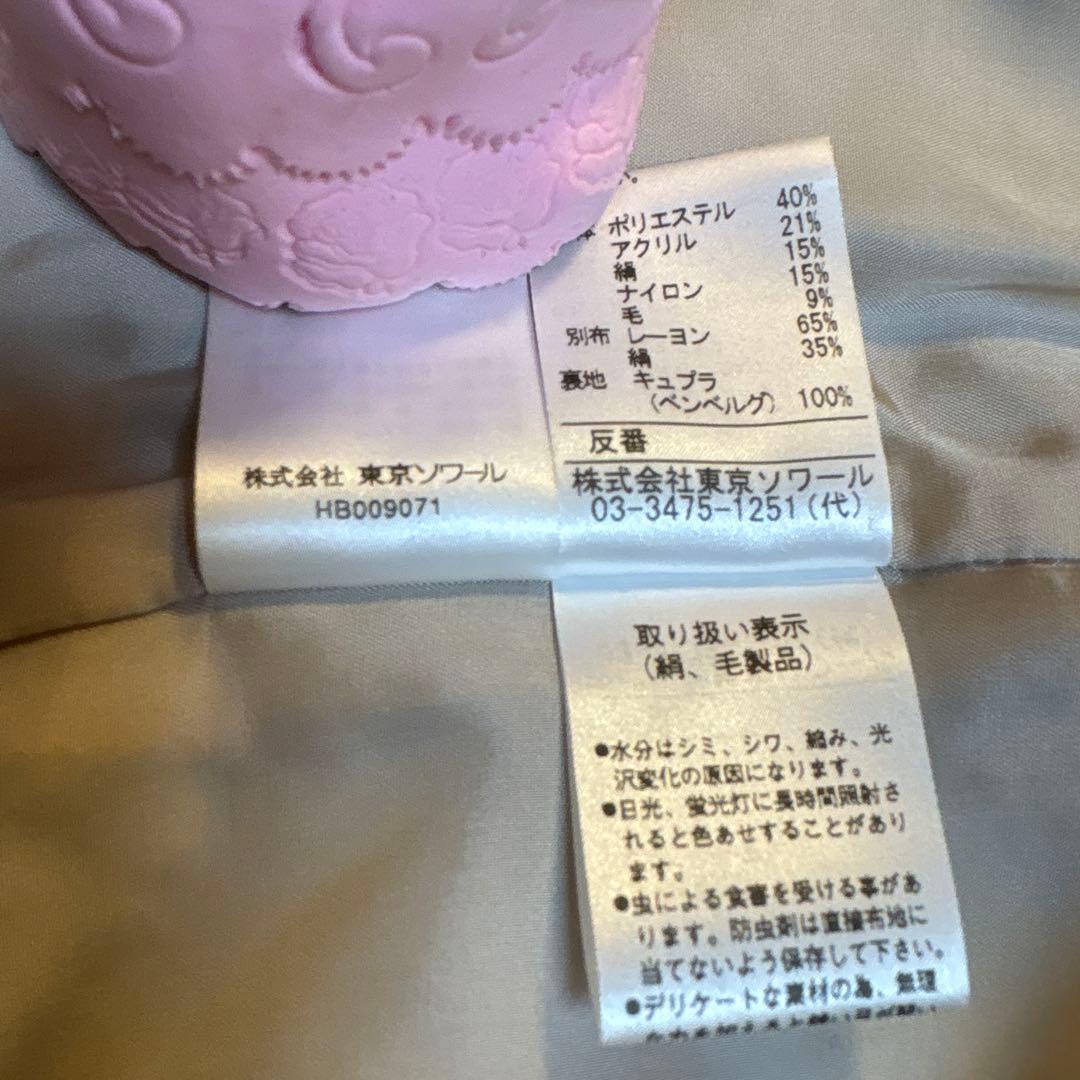 い。
ポリエステル 40%
アクリル 21%
絹 15%
ナイロン 15%
毛 9%
別布 レーヨン 65%
絹 35%
裏地 キュプラ
(ベンベルグ) 100%
反番
株式会社東京ソワール
03-3475-1251(代)
株式会社 東京ソワール
HB009071
取り扱い表示
(絹、毛製品)
●水分はシミ、シワ、縮み、光
沢変化の原因になります。
●日光、蛍光灯に長時間照射さ
れると色あせすることがあり
ます。
●虫による食害を受ける事があ
ります。防虫剤は直接布地に
当てないよう保存して下さい。
●デリケートな素材の為、無理